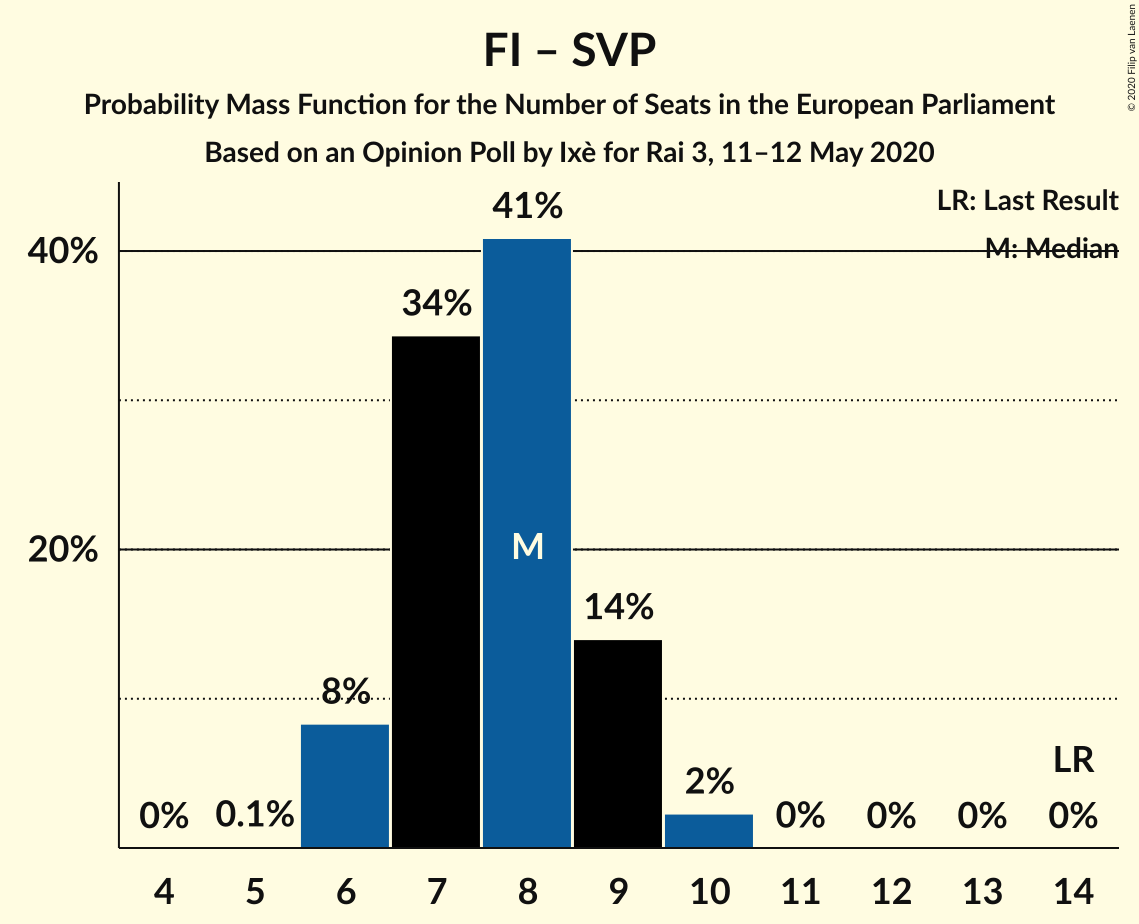 FI – SVP
Probability Mass Function for the Number of Seats in the European Parliament
Based on an Opinion Poll by Ixè for Rai 3, 11–12 May 2020
© 2020 Filip van Laenen
LR: Last Result
M: Median
40%
20%
0%
0.1%
8%
34%
41%
M
14%
2%
0%
0%
0%
LR
0%
4 5 6 7 8 9 10 11 12 13 14